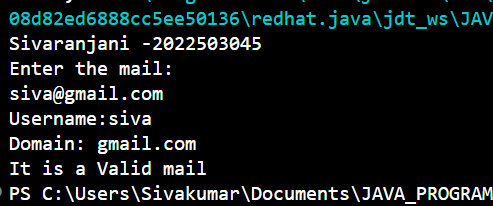 08d82ed6888cc5ee50136\redhat.java\jdt_ws\JAV
Sivaranjani -2022503045
Enter the mail:
siva@gmail.com
Username:siva
Domain: gmail.com
It is a Valid mail
PS C:\Users\Sivakumar\Documents\JAVA_PROGRAM